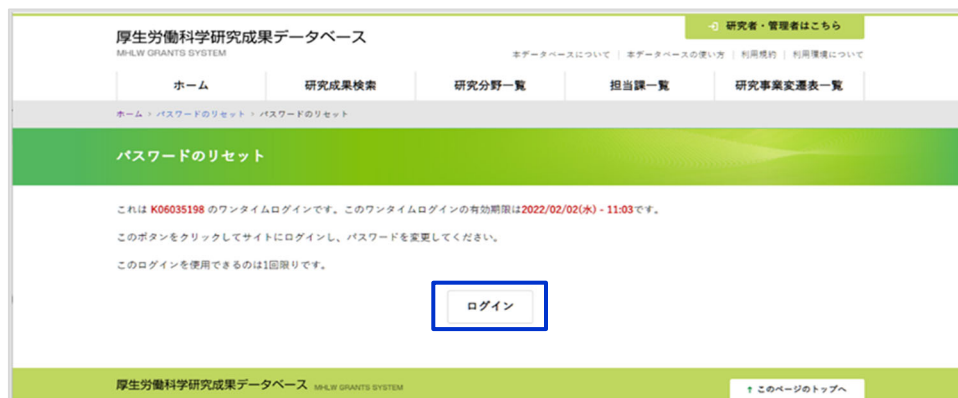 研究者・管理者はこちら
厚生労働科学研究成果データベース
MHLW GRANTS SYSTEM
本データベースについて | 本データベースの使い方 | 利用規約 | 利用環境について
ホーム 研究成果検索 研究分野一覧 担当課一覧 研究事業変遷表一覧
ホーム > パスワードのリセット > パスワードのリセット
パスワードのリセット
これは K06035198 のワンタイムログインです。このワンタイムログインの有効期限は2022/02/02(水) - 11:03です。
このボタンをクリックしてサイトにログインし、パスワードを変更してください。
このログインを使用できるのは1回限りです。
ログイン
厚生労働科学研究成果データベース MHLW GRANTS SYSTEM
↑ このページのトップへ